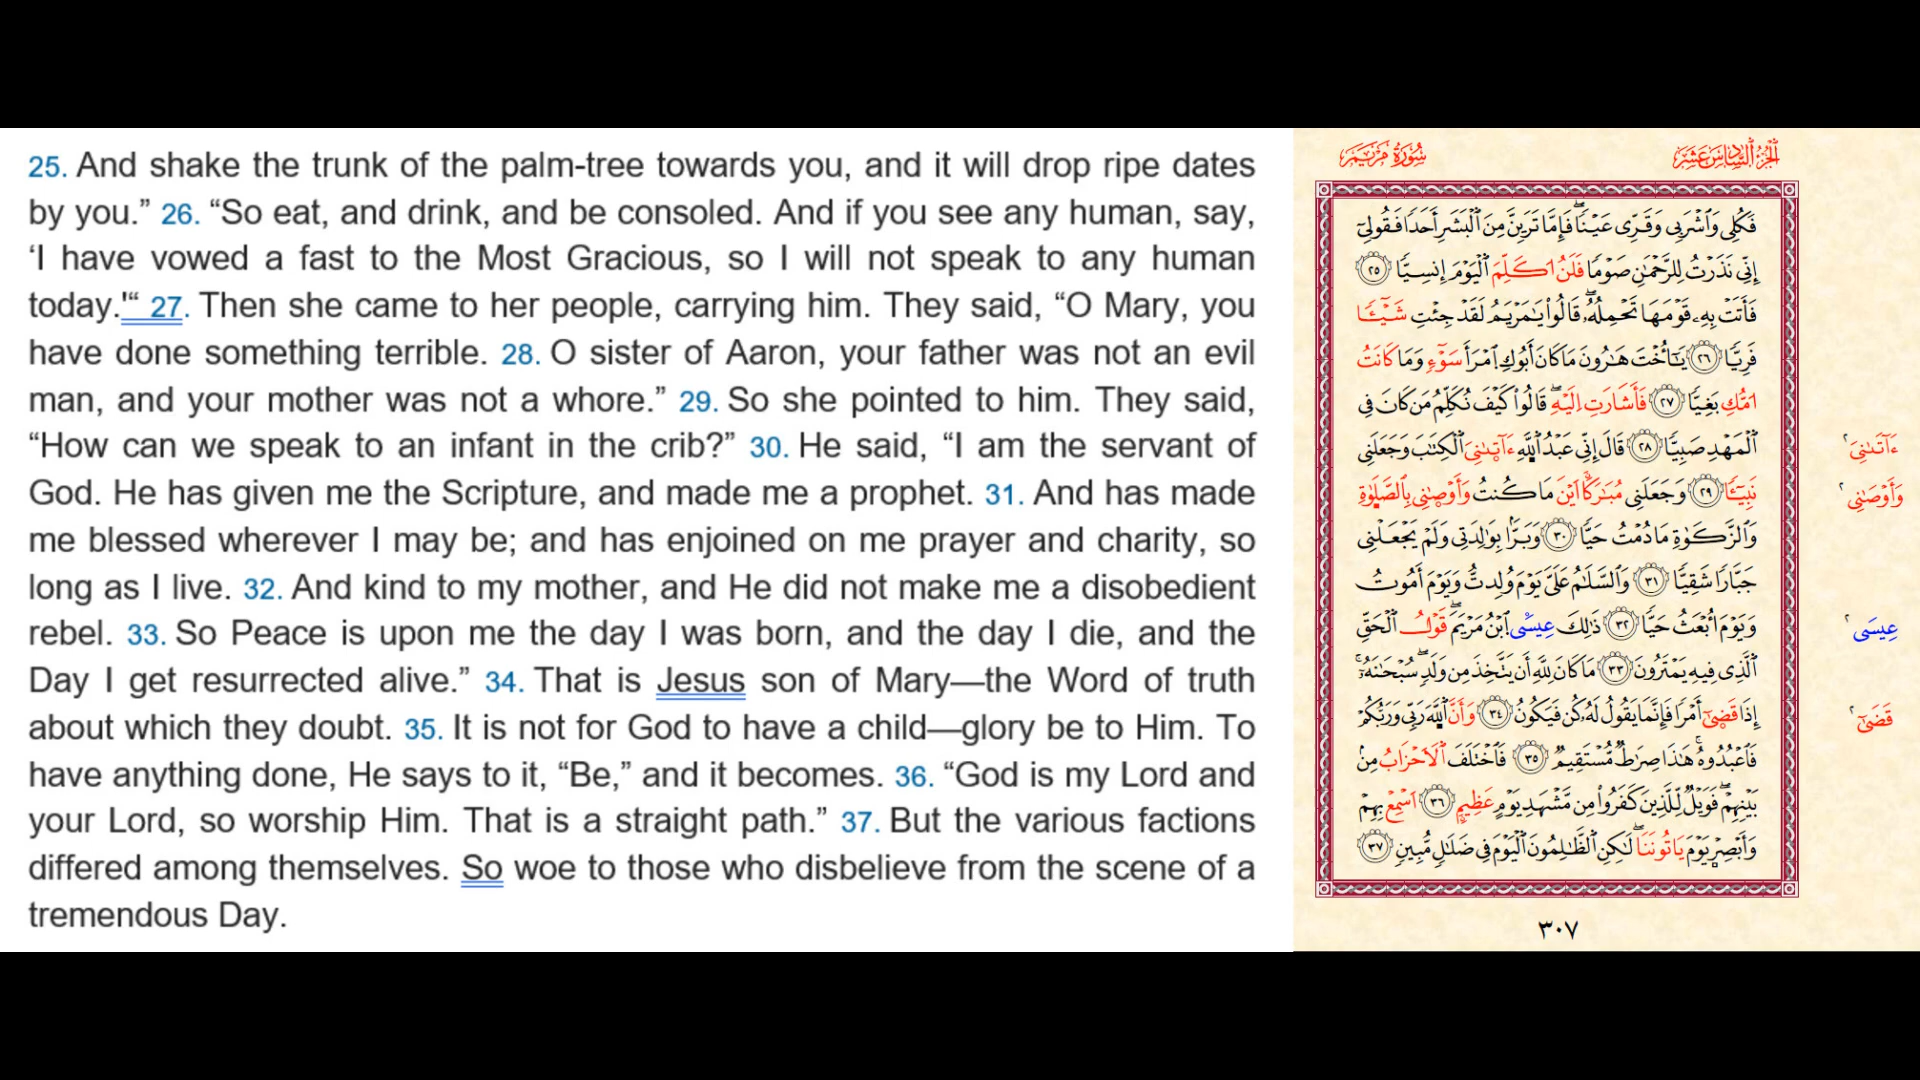 25. And shake the trunk of the palm-tree towards you, and it will drop ripe dates
by you.” 26. “So eat, and drink, and be consoled. And if you see any human, say,
‘I have vowed a fast to the Most Gracious, so I will not speak to any human
today.'“ 27. Then she came to her people, carrying him. They said, “O Mary, you
have done something terrible. 28. O sister of Aaron, your father was not an evil
man, and your mother was not a whore.” 29. So she pointed to him. They said,
“How can we speak to an infant in the crib?” 30. He said, “I am the servant of
God. He has given me the Scripture, and made me a prophet. 31. And has made
me blessed wherever I may be; and has enjoined on me prayer and charity, so
long as I live. 32. And kind to my mother, and He did not make me a disobedient
rebel. 33. So Peace is upon me the day I was born, and the day I die, and the
Day I get resurrected alive.” 34. That is Jesus son of Mary—the Word of truth
about which they doubt. 35. It is not for God to have a child—glory be to Him. To
have anything done, He says to it, “Be,” and it becomes. 36. “God is my Lord and
your Lord, so worship Him. That is a straight path.” 37. But the various factions
differed among themselves. So woe to those who disbelieve from the scene of a
tremendous Day.
الجزء السادس عشر
سورة مريم
فَكُلِي وَٱشْرَبِي وَقَرِّي عَيْنًا فَإِمَّا تَرَيِنَّ مِنَ ٱلْبَشَرِ أَحَدًا فَقُولِيٓ
إِنِّي نَذَرْتُ لِلرَّحْمَٰنِ صَوْمًا فَلَنُ اكَلِّمَ ٱلْيَوْمَ إِنسِيًّا ٢٥
فَأَتَتْ بِهِۦ قَوْمَهَا تَحْمِلُهُۥ قَالُوا۟ يَٰمَرْيَمُ لَقَدْ جِئْتِ شَيْـًٔا
فَرِيًّا ٢٦ يَٰٓأُخْتَ هَٰرُونَ مَا كَانَ أَبُوكِ ٱمْرَأَ سَوْءٍ وَمَا كَانَتُ
امُّكِ بَغِيًّا ٢٧ فَأَشَارَتِ الَيْهِ قَالُوا۟ كَيْفَ نُكَلِّمُ مَن كَانَ فِي
ٱلْمَهْدِ صَبِيًّا ٢٨ قَالَ إِنِّي عَبْدُ ٱللَّهِ ءَاتَىٰنِيَ ٱلْكِتَٰبَ وَجَعَلَنِي
نَبِيٓـًٔا ٢٩ وَجَعَلَنِي مُبَٰرَكًا ايْنَ مَا كُنتُ وَأَوْصَٰنِي بِٱلصَّلَوٰةِ
وَٱلزَّكَوٰةِ مَا دُمْتُ حَيًّا ٣٠ وَبَرًّۢا بِوَٰلِدَتِي وَلَمْ يَجْعَلْنِي
جَبَّارًا شَقِيًّا ٣١ وَٱلسَّلَٰمُ عَلَيَّ يَوْمَ وُلِدتُّ وَيَوْمَ أَمُوتُ
وَيَوْمَ أُبْعَثُ حَيًّا ٣٢ ذَٰلِكَ عِيسَى ٱبْنُ مَرْيَمَ قَوْلُ ٱلْحَقِّ
ٱلَّذِي فِيهِ يَمْتَرُونَ ٣٣ مَا كَانَ لِلَّهِ أَن يَتَّخِذَ مِن وَلَدٍ سُبْحَٰنَهُۥٓ
إِذَا قَضَىٰٓ أَمْرًا فَإِنَّمَا يَقُولُ لَهُۥ كُن فَيَكُونُ ٣٤ وَأَنَّ ٱللَّهَ رَبِّي وَرَبُّكُمْ
فَٱعْبُدُوهُ هَٰذَا صِرَٰطٌ مُّسْتَقِيمٌ ٣٥ فَٱخْتَلَفَ ٱلَاحْزَابُ مِنۢ
بَيْنِهِمْ فَوَيْلٌ لِّلَّذِينَ كَفَرُوا۟ مِن مَّشْهَدِ يَوْمٍ عَظِيمٍ ٣٦ اَسْمِعْ بِهِمْ
وَأَبْصِرْ يَوْمَ يَاتُونَنَا لَٰكِنِ ٱلظَّٰلِمُونَ ٱلْيَوْمَ فِي ضَلَٰلٍ مُّبِينٍ ٣٧
ءَاتَىٰنِيَ ٢
وَأَوْصَىٰنِي ٢
عِيسَى ٢
قَضَىٰٓ ٢
٣٠٧